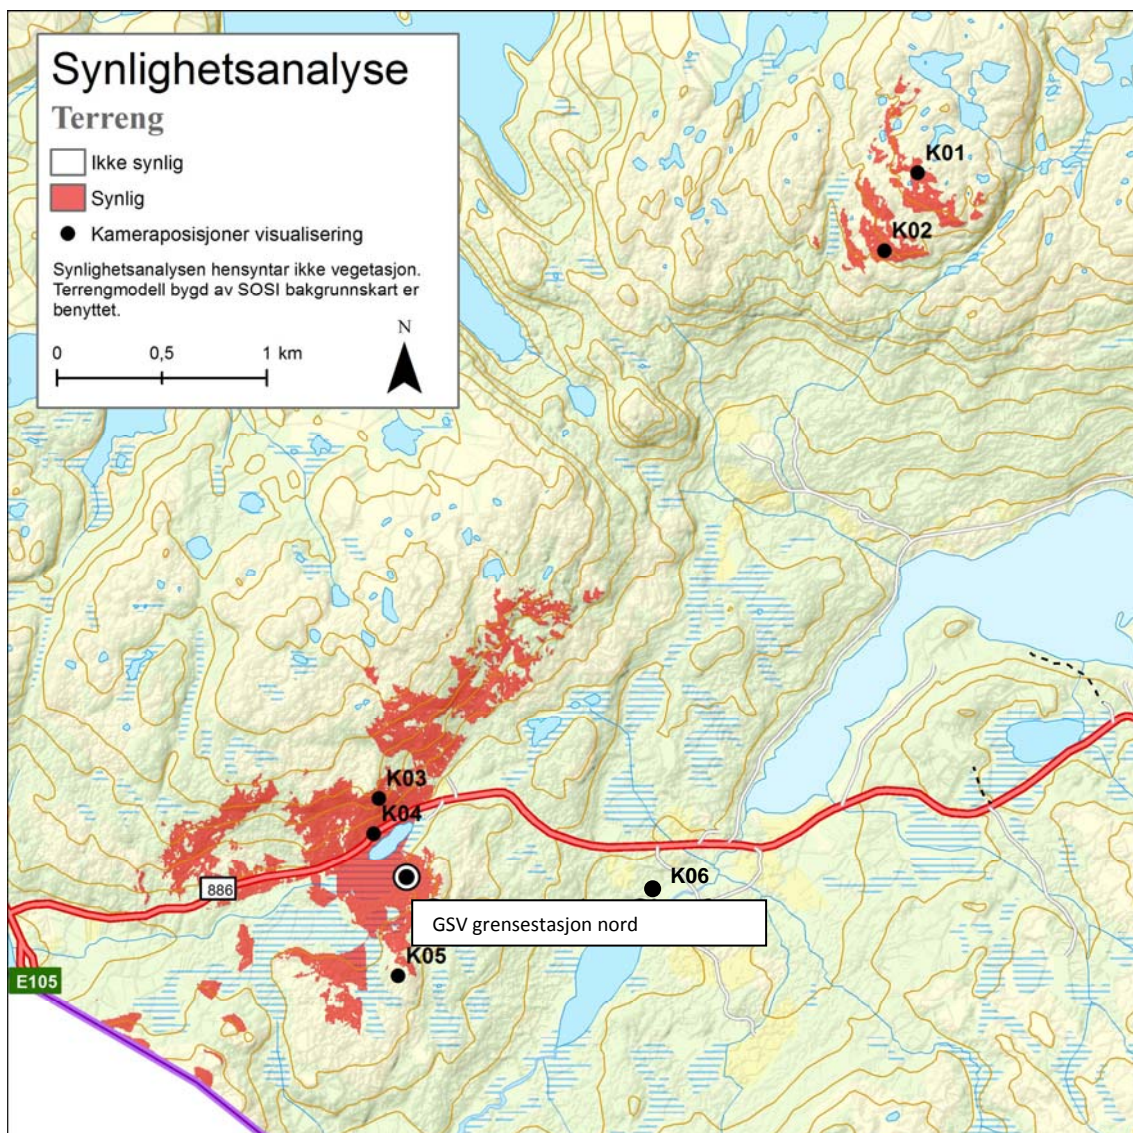 Synlighetsanalyse
Terreng
Ikke synlig
Synlig
Kameraposisjoner visualisering
Synlighetsanalysen hensyntar ikke vegetasjon.
Terrengmodell bygd av SOSI bakgrunnskart er
benyttet.
N
0 0,5 1 km
K01
K02
K03
K04
886
K06
GSV grensestasjon nord
K05
E105